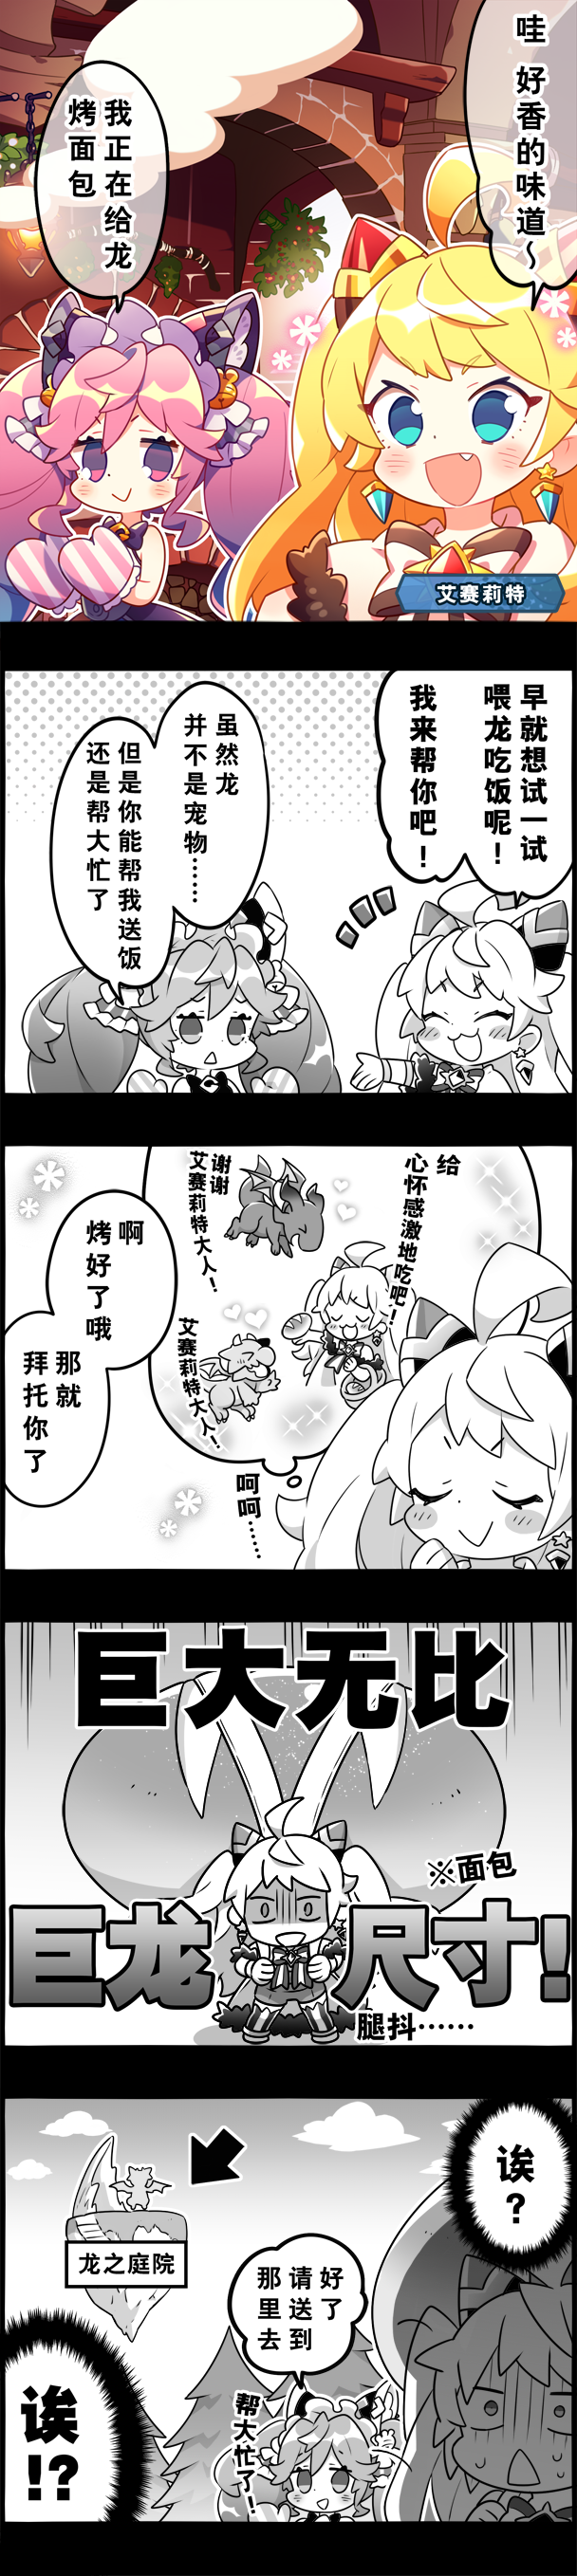 哇 好香的味道～
我正在给龙
烤面包
艾赛莉特
早就想试一试
喂龙吃饭呢！
我来帮你吧！
虽然龙
并不是宠物……
但是你能帮我送饭
还是帮大忙了
给
心怀感激地吃吧！
谢谢
艾赛莉特大人！
艾赛莉特大人！
呵呵……
啊
烤好了哦
那就
拜托你了
巨大无比
※面包
巨龙尺寸！
腿抖……
诶？
龙之庭院
好了
请送到
那里去
帮大忙了！
诶！？